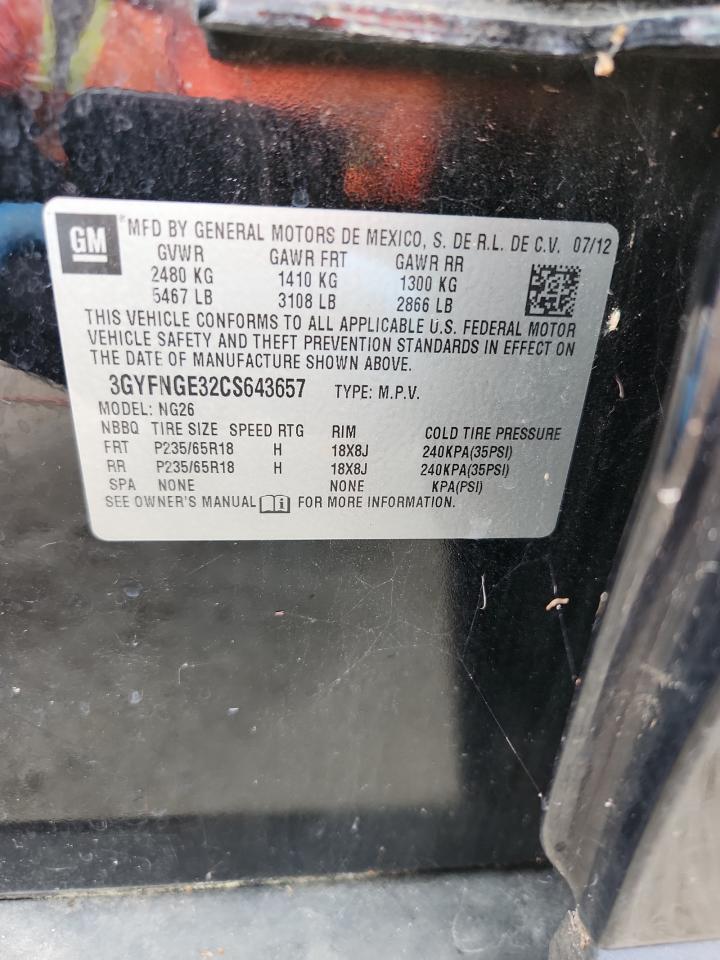 GM ® MFD BY GENERAL MOTORS DE MEXICO, S. DE R.L. DE C.V. 07/12
GVWR GAWR FRT GAWR RR
2480 KG 1410 KG 1300 KG
5467 LB 3108 LB 2866 LB
THIS VEHICLE CONFORMS TO ALL APPLICABLE U.S. FEDERAL MOTOR
VEHICLE SAFETY AND THEFT PREVENTION STANDARDS IN EFFECT ON
THE DATE OF MANUFACTURE SHOWN ABOVE.
3GYFNGE32CS643657 TYPE: M.P.V.
MODEL: NG26
NBBQ TIRE SIZE SPEED RTG RIM COLD TIRE PRESSURE
FRT P235/65R18 H 18X8J 240KPA(35PSI)
RR P235/65R18 H 18X8J 240KPA(35PSI)
SPA NONE NONE KPA(PSI)
SEE OWNER'S MANUAL i FOR MORE INFORMATION.